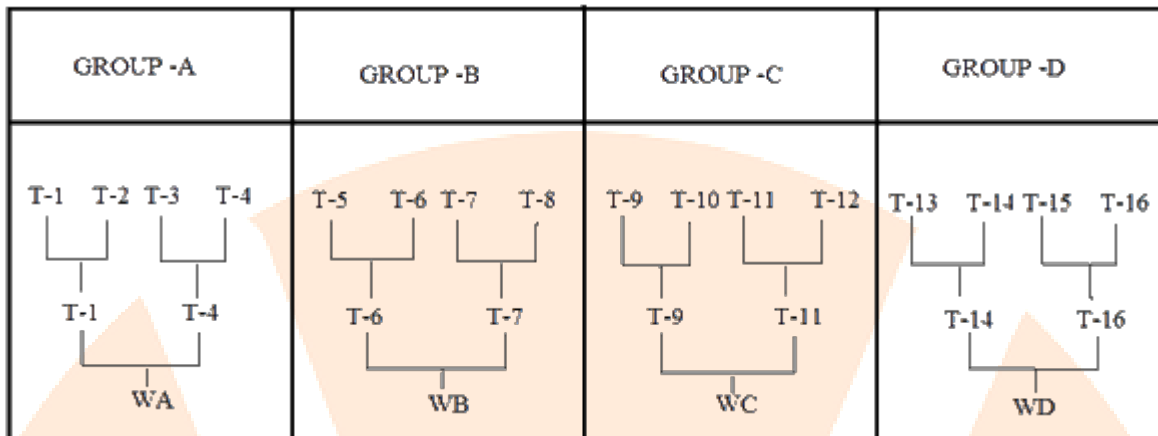 GROUP -A GROUP -B GROUP -C GROUP -D
T-1 T-2 T-3 T-4 T-5 T-6 T-7 T-8 T-9 T-10 T-11 T-12 T-13 T-14 T-15 T-16
T-1 T-4 T-6 T-7 T-9 T-11 T-14 T-16
WA WB WC WD